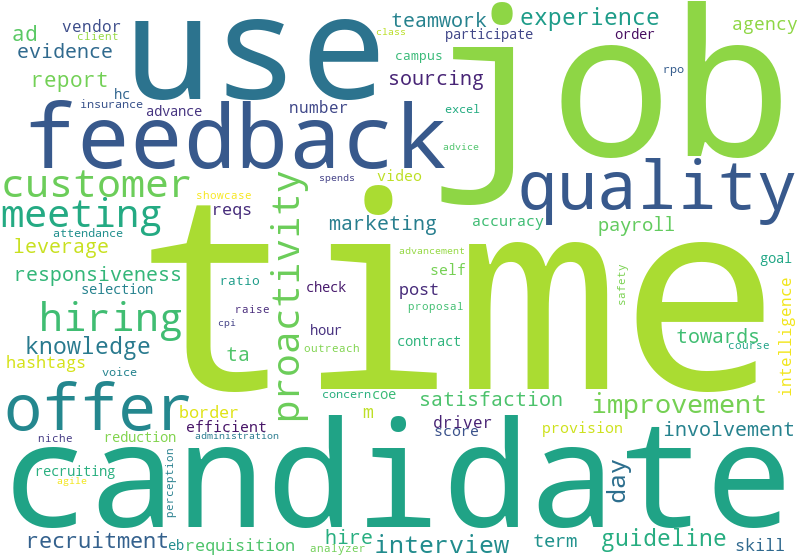 use
job
vendor
client
class
teamwork
experience
ad
participate
order
agency
evidence
campus
rpo
report
sourcing
hc
insurance
advance
number
excel
feedback
advice
quality
customer
spends
video
showcase
meeting
reqs
marketing
accuracy
payroll
attendance
proactivity
time
leverage
advancement
goal
responsiveness
ratio
self
selection
check
post
safety
intelligence
hiring
raise
proposal
cpi
hour
contract
towards
knowledge
ta
outreach
course
hashtags
voice
offer
concern
coe
satisfaction
improvement
border
m
efficient
driver
score
provision
involvement
niche
reduction
administration
candidate
recruiting
agile
perception
day
recruitment
eb
requisition
hire
analyzer
interview
term
guideline
skill